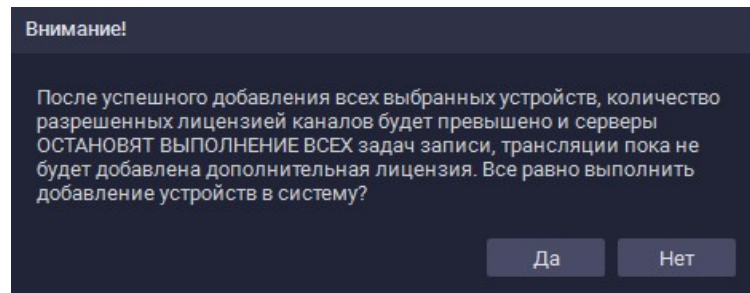 Внимание!
После успешного добавления всех выбранных устройств, количество
разрешенных лицензией каналов будет превышено и серверы
ОСТАНОВЯТ ВЫПОЛНЕНИЕ ВСЕХ задач записи, трансляции пока не
будет добавлена дополнительная лицензия. Все равно выполнить
добавление устройств в систему?
Да Нет